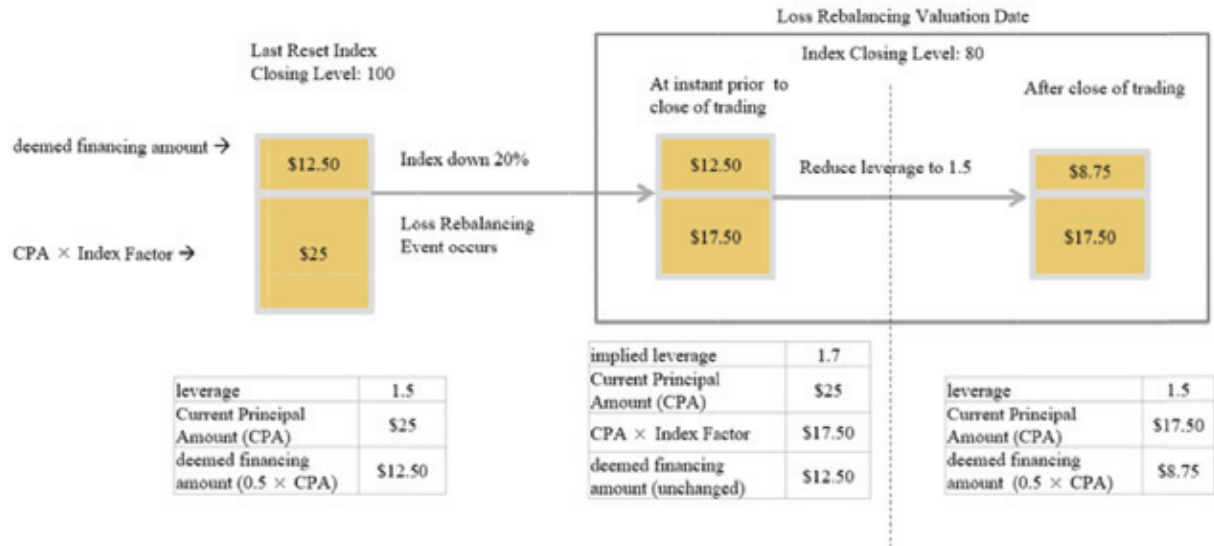 Loss Rebalancing Valuation Date
Last Reset Index
Closing Level: 100
Index Closing Level: 80
At instant prior to
close of trading
After close of trading
deemed financing amount →
$12.50
Index down 20%
$12.50
Reduce leverage to 1.5
$8.75
CPA × Index Factor →
$25
Loss Rebalancing
Event occurs
$17.50
$17.50
leverage 1.5
Current Principal
Amount (CPA) $25
deemed financing
amount (0.5 × CPA) $12.50
implied leverage 1.7
Current Principal
Amount (CPA) $25
CPA × Index Factor $17.50
deemed financing
amount (unchanged) $12.50
leverage 1.5
Current Principal
Amount (CPA) $17.50
deemed financing
amount (0.5 × CPA) $8.75